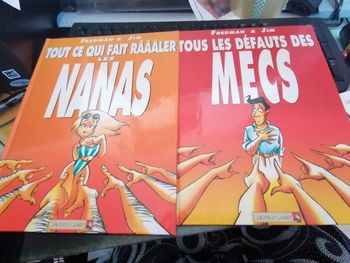 FREDMAN & JIM
TOUT CE QUI FAIT RÂÂÂLER
LES
NANAS
FREDMAN & JIM
TOUS LES DÉFAUTS DES
MECS